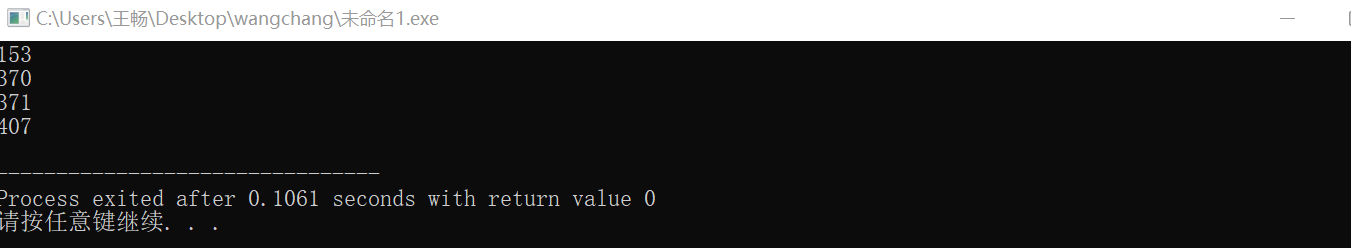 C:\Users\王畅\Desktop\wangchang\未命名1.exe
153
370
371
407
--------------------------------
Process exited after 0.1061 seconds with return value 0
请按任意键继续. . .